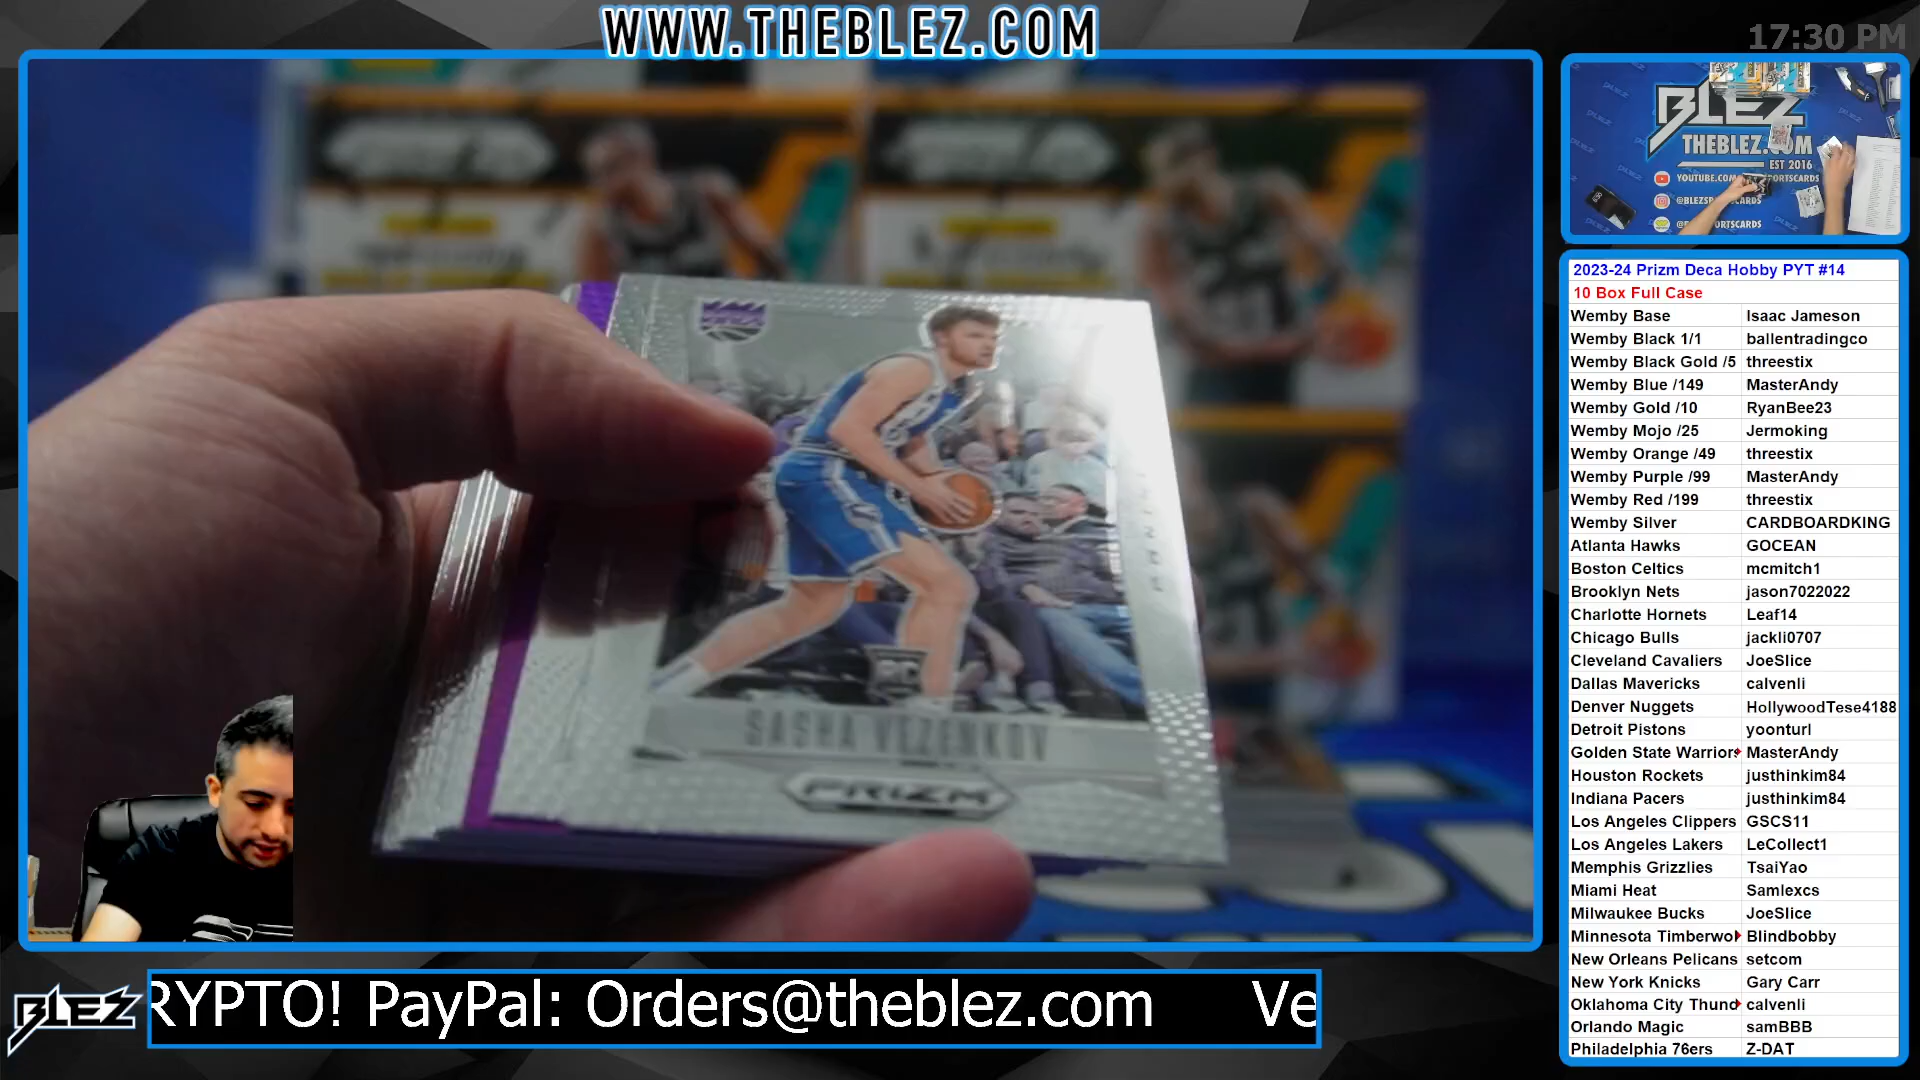 WWW.THEBLEZ.COM
17:30 PM
BLEZ
THEBLEZ.COM
EST 2016
KINGS
RC
SASHA VEZENKOV
PRIZM
2023-24 Prizm Deca Hobby PYT #14
10 Box Full Case
Wemby Base Isaac Jameson
Wemby Black 1/1 ballentradingco
Wemby Black Gold /5 threestix
Wemby Blue /149 MasterAndy
Wemby Gold /10 RyanBee23
Wemby Mojo /25 Jermoking
Wemby Orange /49 threestix
Wemby Purple /99 MasterAndy
Wemby Red /199 threestix
Wemby Silver CARDBOARDKING
Atlanta Hawks GOCEAN
Boston Celtics mcmitch1
Brooklyn Nets jason7022022
Charlotte Hornets Leaf14
Chicago Bulls jackli0707
Cleveland Cavaliers JoeSlice
Dallas Mavericks calvenli
Denver Nuggets HollywoodTese4188
Detroit Pistons yoonturl
Golden State Warriors MasterAndy
Houston Rockets justhinkim84
Indiana Pacers justhinkim84
Los Angeles Clippers GSCS11
Los Angeles Lakers LeCollect1
Memphis Grizzlies TsaiYao
Miami Heat Samlexcs
Milwaukee Bucks JoeSlice
Minnesota Timberwol Blindbobby
New Orleans Pelicans setcom
New York Knicks Gary Carr
Oklahoma City Thund calvenli
Orlando Magic samBBB
Philadelphia 76ers Z-DAT
BLEZ
RYPTO! PayPal: Orders@theblez.com Ve